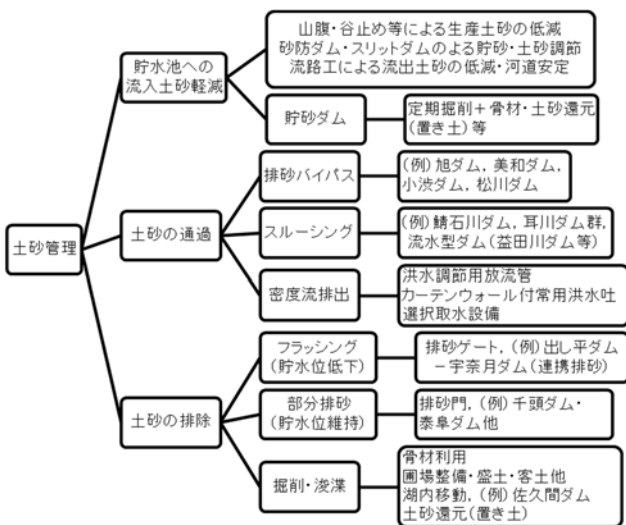 山腹・谷止め等による生産土砂の低減
砂防ダム・スリットダムのよる貯砂・土砂調節
流路工による流出土砂の低減・河道安定
貯水池への
流入土砂軽減
貯砂ダム
定期掘削＋骨材・土砂還元
(置き土)等
排砂バイパス
(例)旭ダム，美和ダム，
小渋ダム，松川ダム
土砂管理
土砂の通過
スルーシング
(例)鯖石川ダム，耳川ダム群，
流水型ダム(益田川ダム等)
密度流排出
洪水調節用放流管
カーテンウォール付常用洪水吐
選択取水設備
フラッシング
(貯水位低下)
排砂ゲート，(例)出し平ダム
－宇奈月ダム(連携排砂)
土砂の排除
部分排砂
(貯水位維持)
排砂門，(例)千頭ダム・
泰阜ダム他
掘削・浚渫
骨材利用
圃場整備・盛土・客土他
湖内移動，(例)佐久間ダム
土砂還元(置き土)